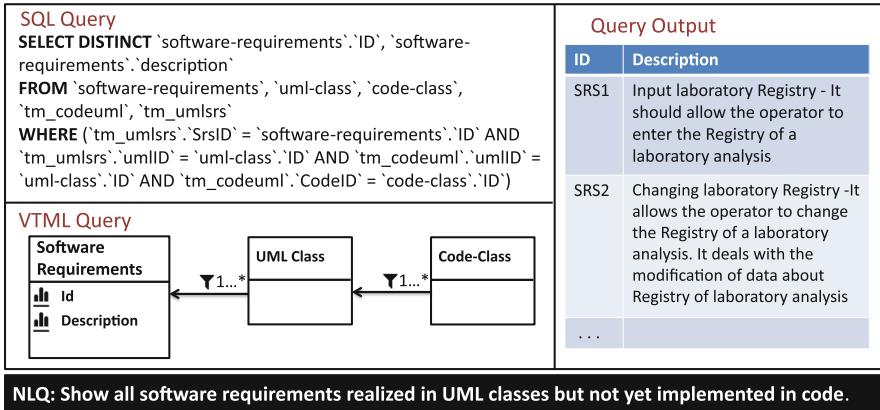 SQL Query
SELECT DISTINCT `software-requirements`.`ID`, `software-
requirements`.`description`
FROM `software-requirements`, `uml-class`, `code-class`,
`tm_codeuml`, `tm_umlsrs`
WHERE (`tm_umlsrs`.`SrsID` = `software-requirements`.`ID` AND
`tm_umlsrs`.`umlID` = `uml-class`.`ID` AND `tm_codeuml`.`umlID` =
`uml-class`.`ID` AND `tm_codeuml`.`CodeID` = `code-class`.`ID`)
VTML Query
Software
Requirements
Id
Description
1...*
UML Class
1...*
Code-Class
Query Output
ID Description
SRS1 Input laboratory Registry - It
should allow the operator to
enter the Registry of a
laboratory analysis
SRS2 Changing laboratory Registry -It
allows the operator to change
the Registry of a laboratory
analysis. It deals with the
modification of data about
Registry of laboratory analysis
. . .
NLQ: Show all software requirements realized in UML classes but not yet implemented in code.